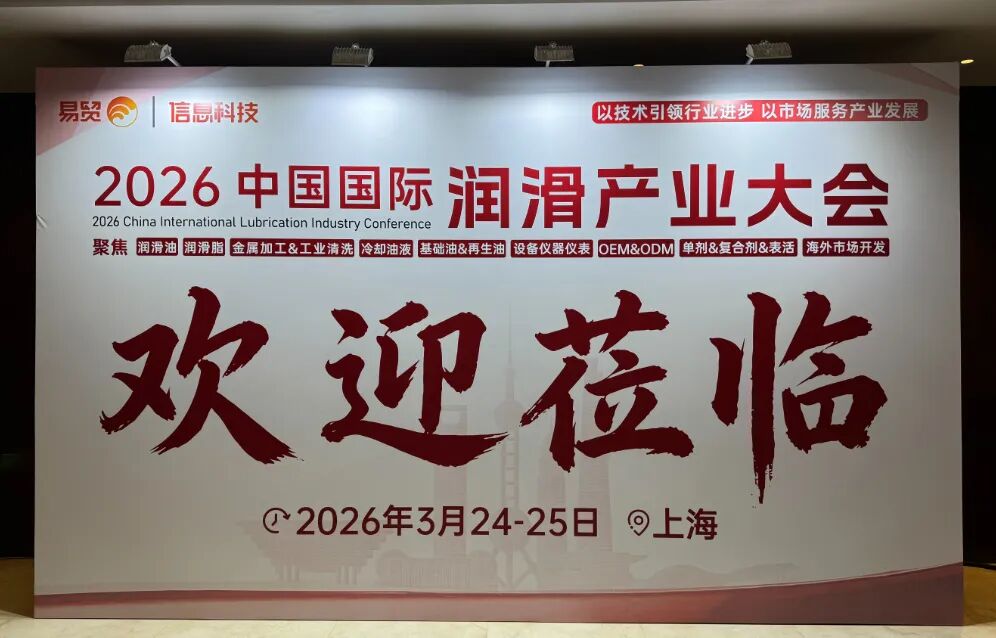 易贸 信息科技
以技术引领行业进步 以市场服务产业发展
2026 中国国际 润滑产业大会
2026 China International Lubrication Industry Conference
聚焦 润滑油 润滑脂 金属加工&工业清洗 冷却油液 基础油&再生油 设备仪器仪表 OEM&ODM 单剂&复合剂&表活 海外市场开发
欢迎莅临
2026年3月24-25日 上海